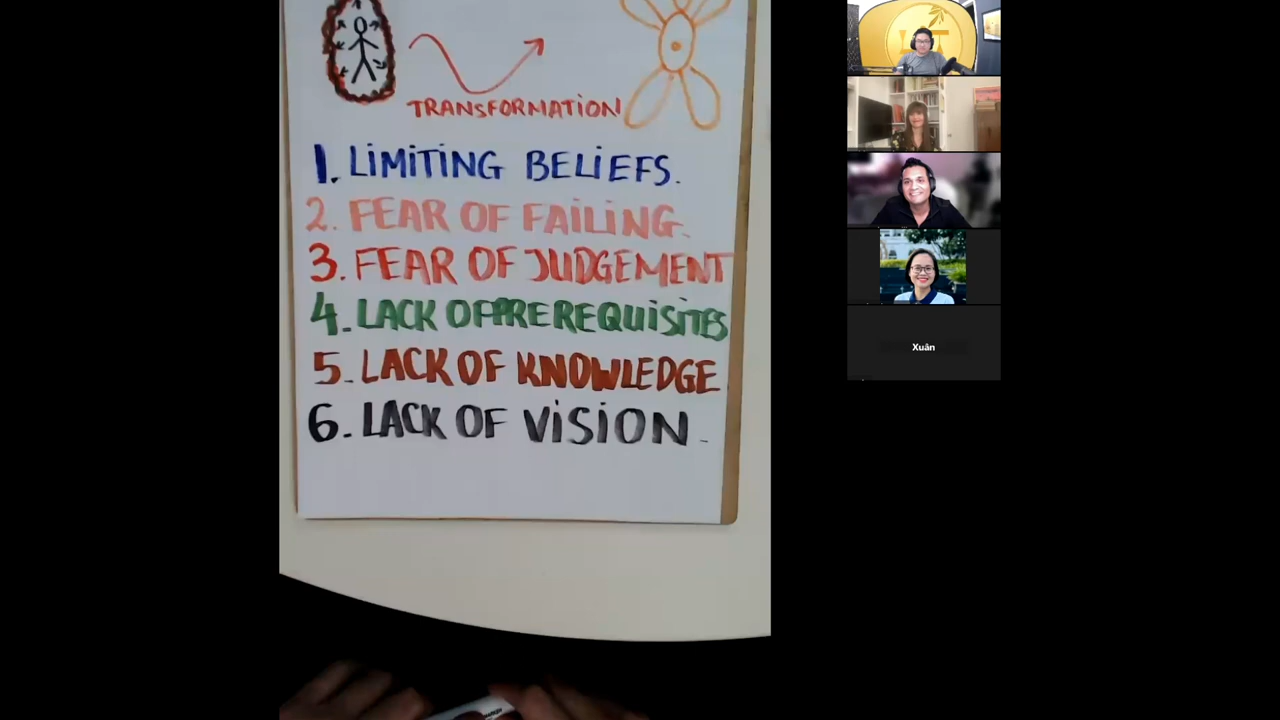 TRANSFORMATION
1. LIMITING BELIEFS.
2. FEAR OF FAILING.
3. FEAR OF JUDGEMENT
4. LACK OF PREREQUISITES
5. LACK OF KNOWLEDGE
6. LACK OF VISION
Xuân